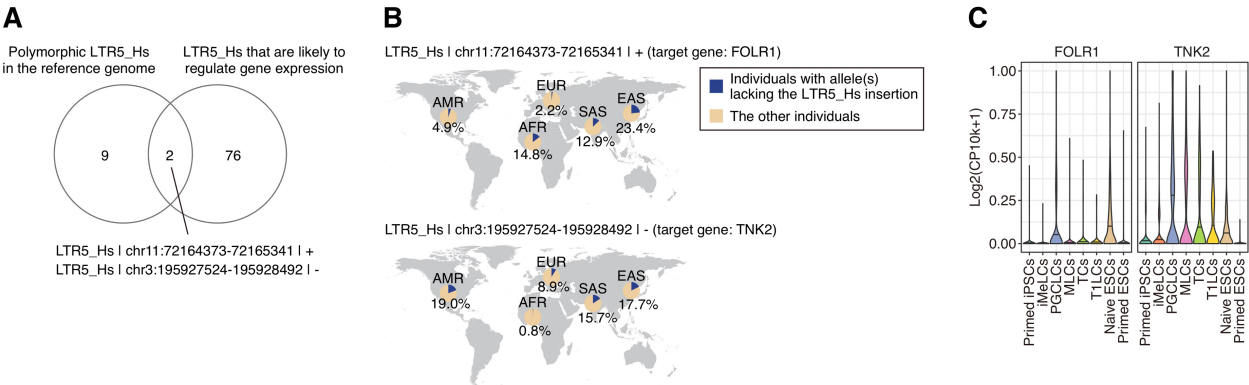 A
Polymorphic LTR5_Hs
in the reference genome
LTR5_Hs that are likely to
regulate gene expression
9
2
76
LTR5_Hs | chr11:72164373-72165341 | +
LTR5_Hs | chr3:195927524-195928492 | -
B
LTR5_Hs | chr11:72164373-72165341 | + (target gene: FOLR1)
AMR
4.9%
EUR
2.2%
AFR
14.8%
SAS
12.9%
EAS
23.4%
Individuals with allele(s)
lacking the LTR5_Hs insertion
The other individuals
LTR5_Hs | chr3:195927524-195928492 | - (target gene: TNK2)
AMR
19.0%
EUR
8.9%
AFR
0.8%
SAS
15.7%
EAS
17.7%
C
FOLR1
TNK2
Log2(CP10k+1)
1.00
0.75
0.50
0.25
0.00
Primed iPSCs
iMeLCs
PGCLCs
MLCs
TCs
T1LCs
Naive ESCs
Primed ESCs
Primed iPSCs
iMeLCs
PGCLCs
MLCs
TCs
T1LCs
Naive ESCs
Primed ESCs